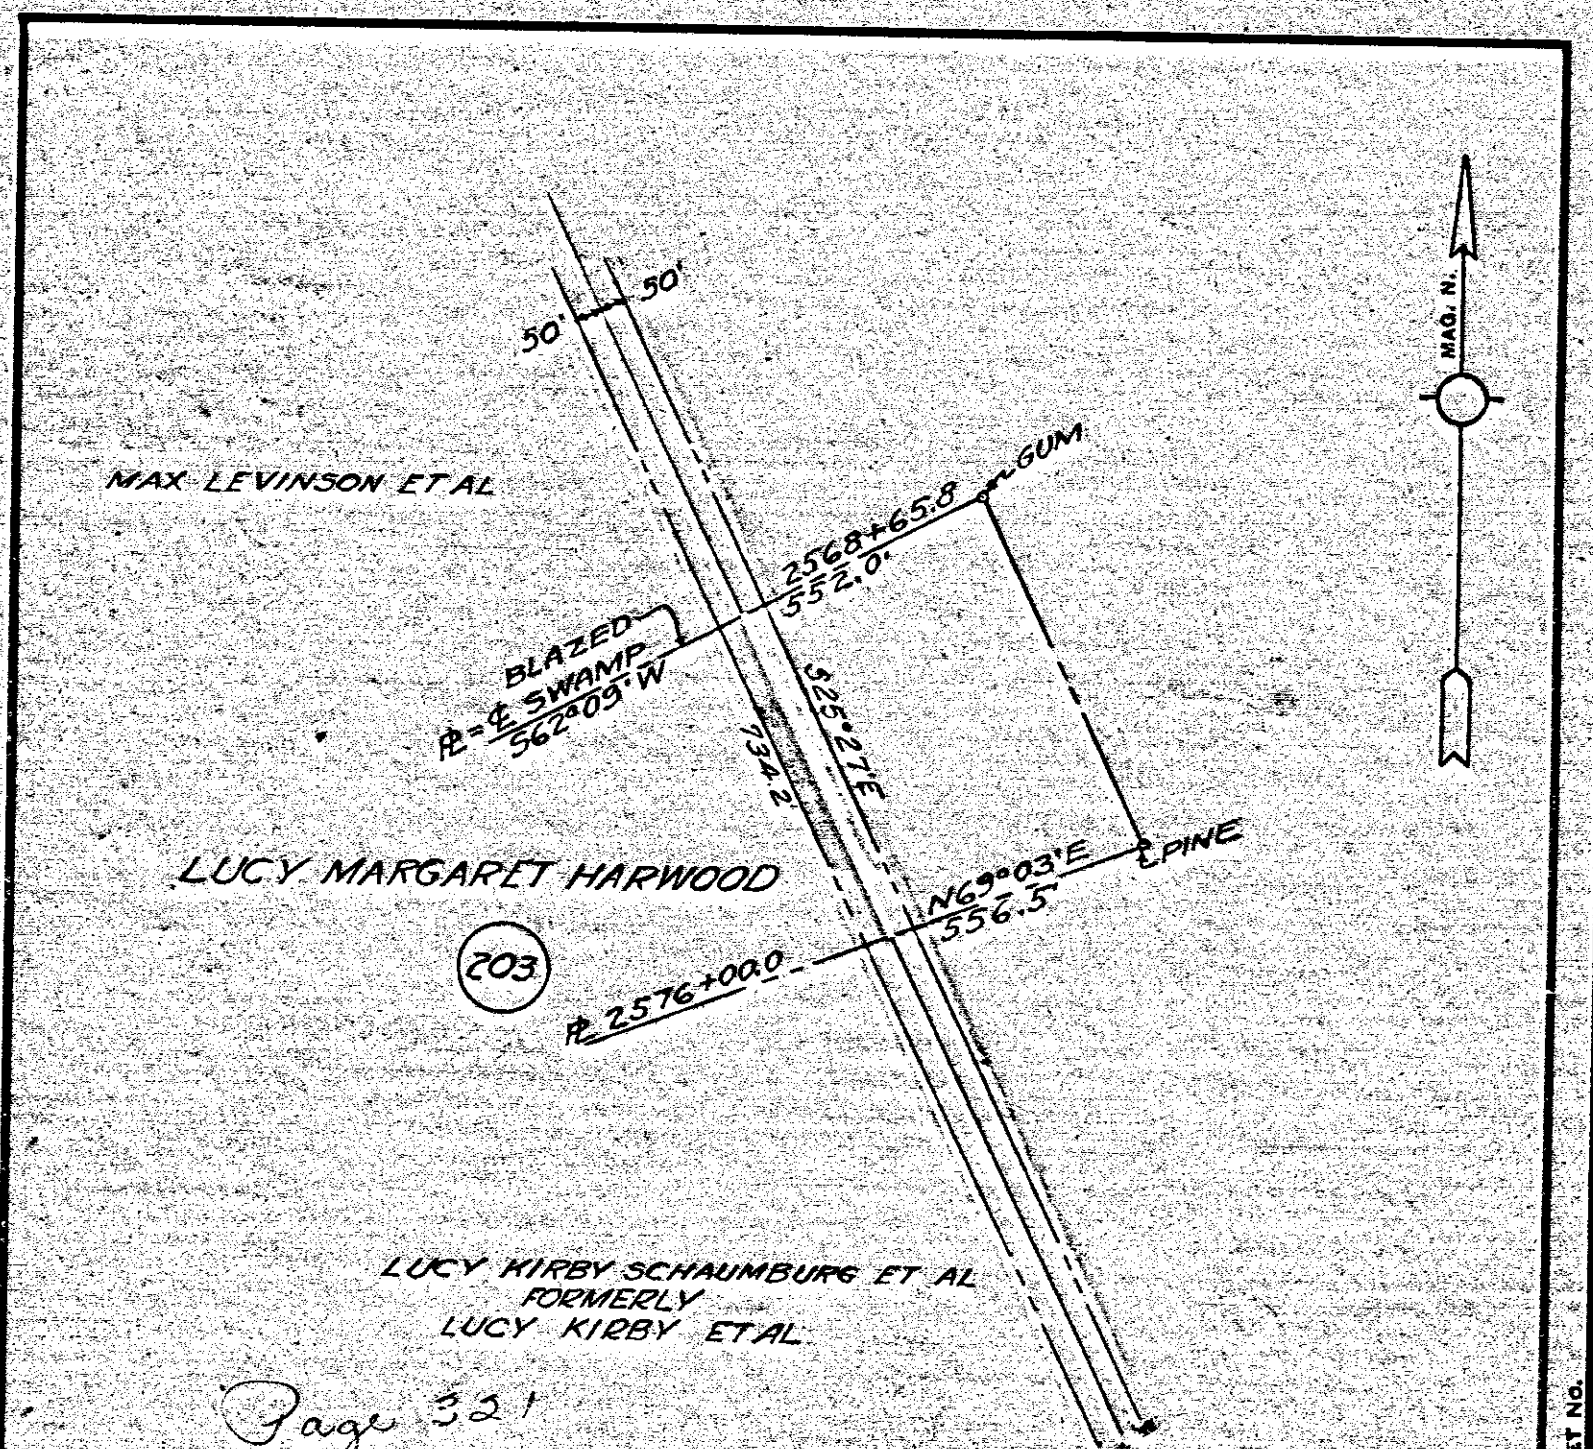 50'
50'
MAG. N.
GUM
MAX LEVINSON ET AL
2568+65.8
552.0'
BLAZED
℄ SWAMP
S62°09'W
S25°27'E
734.2'
LUCY MARGARET HARWOOD
N69°03'E
556.5'
PINE
203
℄ 2576+00.0
LUCY KIRBY SCHAUMBURG ET AL
FORMERLY
LUCY KIRBY ET AL
Page 321
T No.